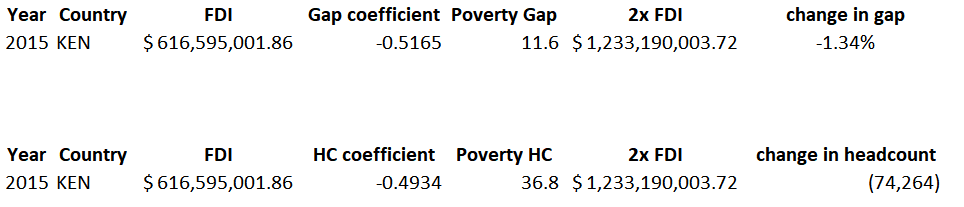 Year Country FDI Gap coefficient Poverty Gap 2x FDI change in gap
2015 KEN $ 616,595,001.86 -0.5165 11.6 $ 1,233,190,003.72 -1.34%
Year Country FDI HC coefficient Poverty HC 2x FDI change in headcount
2015 KEN $ 616,595,001.86 -0.4934 36.8 $ 1,233,190,003.72 (74,264)